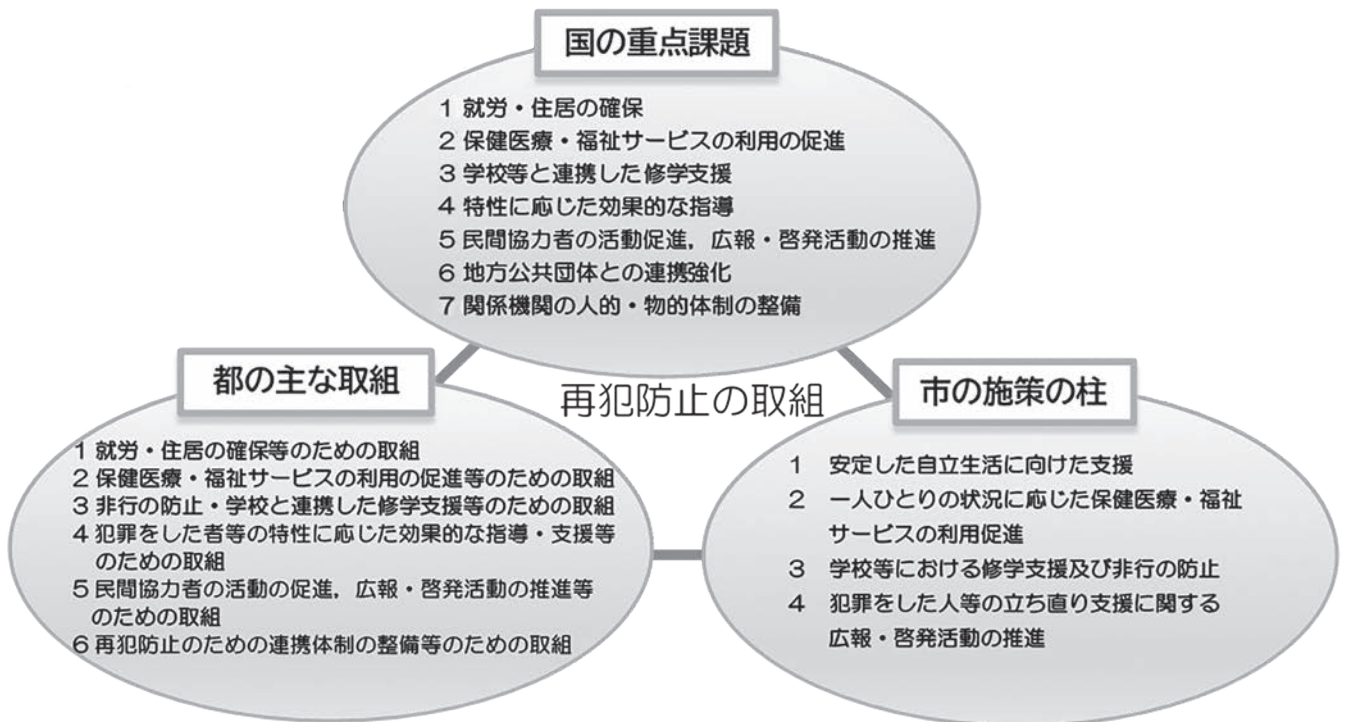 国の重点課題
1 就労・住居の確保
2 保健医療・福祉サービスの利用の促進
3 学校等と連携した修学支援
4 特性に応じた効果的な指導
5 民間協力者の活動促進，広報・啓発活動の推進
6 地方公共団体との連携強化
7 関係機関の人的・物的体制の整備
再犯防止の取組
都の主な取組
1 就労・住居の確保等のための取組
2 保健医療・福祉サービスの利用の促進等のための取組
3 非行の防止・学校と連携した修学支援等のための取組
4 犯罪をした者等の特性に応じた効果的な指導・支援等
のための取組
5 民間協力者の活動の促進，広報・啓発活動の推進等
のための取組
6 再犯防止のための連携体制の整備等のための取組
市の施策の柱
1 安定した自立生活に向けた支援
2 一人ひとりの状況に応じた保健医療・福祉
サービスの利用促進
3 学校等における修学支援及び非行の防止
4 犯罪をした人等の立ち直り支援に関する
広報・啓発活動の推進